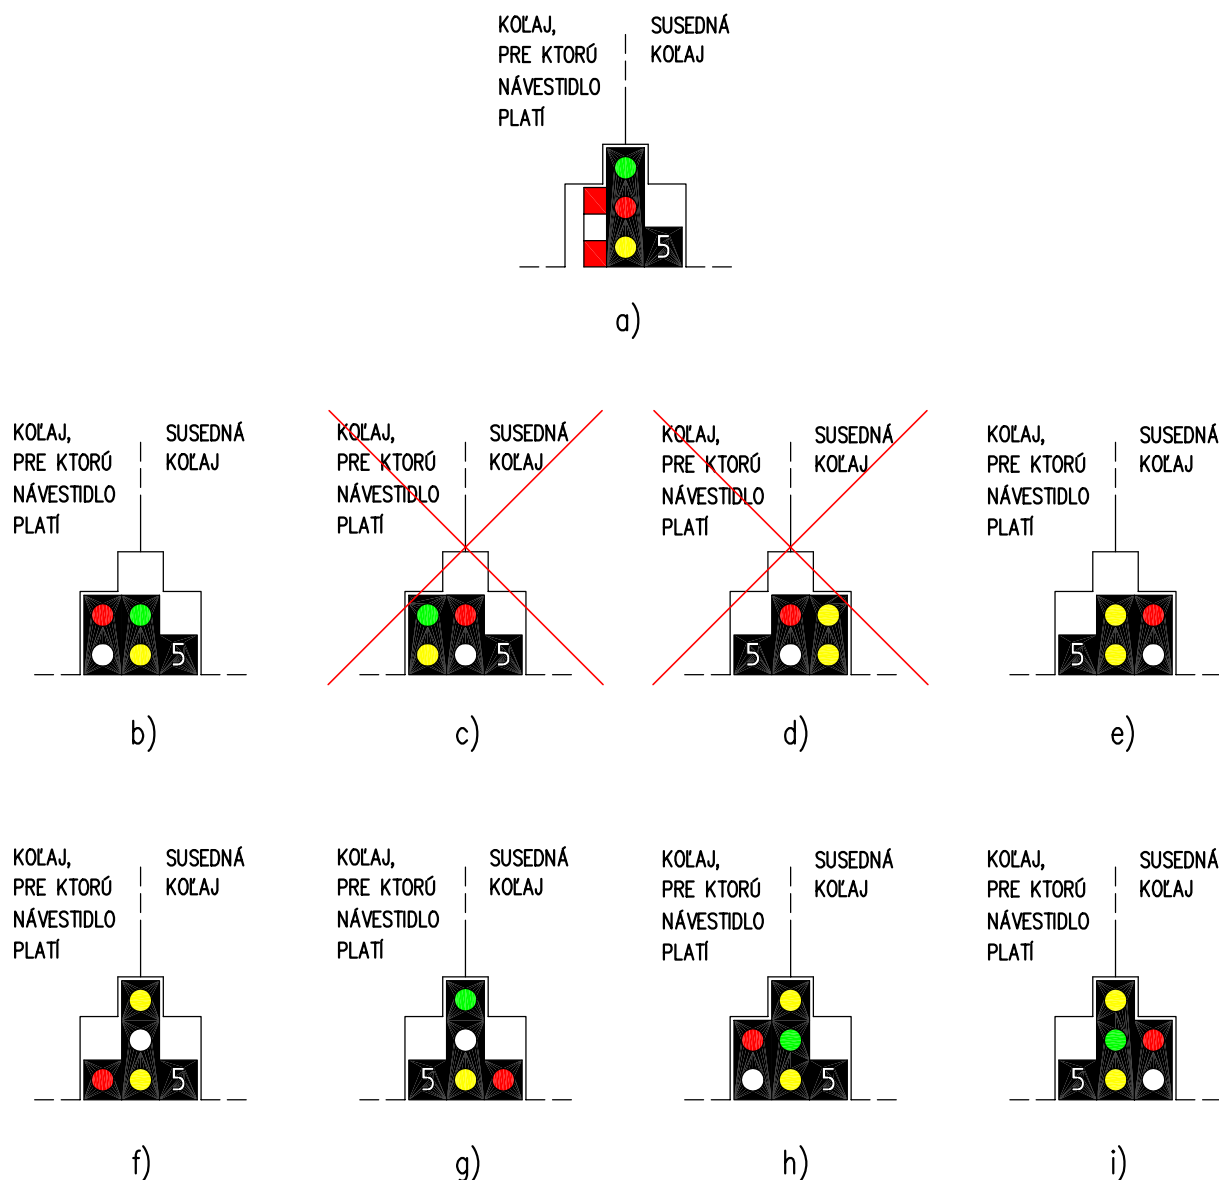 KOĽAJ,
PRE KTORÚ
NÁVESTIDLO
PLATÍ
SUSEDNÁ
KOĽAJ
5
a)
KOĽAJ,
PRE KTORÚ
NÁVESTIDLO
PLATÍ
SUSEDNÁ
KOĽAJ
5
b)
KOĽAJ,
PRE KTORÚ
NÁVESTIDLO
PLATÍ
SUSEDNÁ
KOĽAJ
5
c)
KOĽAJ,
PRE KTORÚ
NÁVESTIDLO
PLATÍ
SUSEDNÁ
KOĽAJ
5
d)
KOĽAJ,
PRE KTORÚ
NÁVESTIDLO
PLATÍ
SUSEDNÁ
KOĽAJ
5
e)
KOĽAJ,
PRE KTORÚ
NÁVESTIDLO
PLATÍ
SUSEDNÁ
KOĽAJ
5
f)
KOĽAJ,
PRE KTORÚ
NÁVESTIDLO
PLATÍ
SUSEDNÁ
KOĽAJ
5
g)
KOĽAJ,
PRE KTORÚ
NÁVESTIDLO
PLATÍ
SUSEDNÁ
KOĽAJ
5
h)
KOĽAJ,
PRE KTORÚ
NÁVESTIDLO
PLATÍ
SUSEDNÁ
KOĽAJ
5
i)